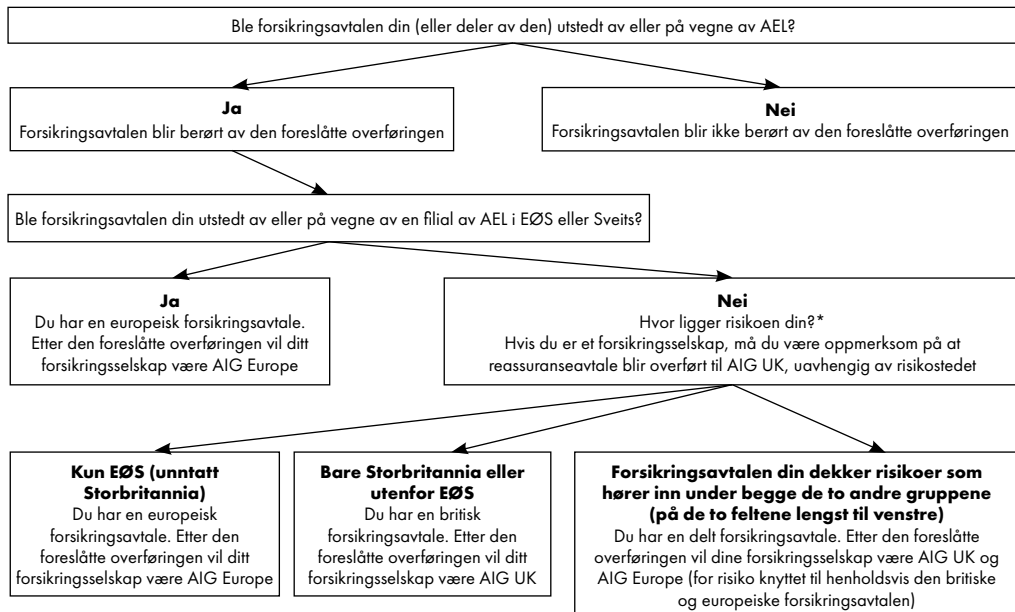 Ble forsikringsavtalen din (eller deler av den) utstedt av eller på vegne av AEL?
Ja
Forsikringsavtalen blir berørt av den foreslåtte overføringen
Nei
Forsikringsavtalen blir ikke berørt av den foreslåtte overføringen
Ble forsikringsavtalen din utstedt av eller på vegne av en filial av AEL i EØS eller Sveits?
Ja
Du har en europeisk forsikringsavtale.
Etter den foreslåtte overføringen vil ditt
forsikringsselskap være AIG Europe
Nei
Hvor ligger risikoen din?*
Hvis du er et forsikringsselskap, må du være oppmerksom på at
reassuranseavtale blir overført til AIG UK, uavhengig av risikostedet
Kun EØS (unntatt
Storbritannia)
Du har en europeisk
forsikringsavtale. Etter den
foreslåtte overføringen vil ditt
forsikringsselskap være AIG Europe
Bare Storbritannia eller
utenfor EØS
Du har en britisk
forsikringsavtale. Etter den
foreslåtte overføringen vil ditt
forsikringsselskap være AIG UK
Forsikringsavtalen din dekker risikoer som
hører inn under begge de to andre gruppene
(på de to feltene lengst til venstre)
Du har en delt forsikringsavtale. Etter den foreslåtte
overføringen vil dine forsikringsselskap være AIG UK og
AIG Europe (for risiko knyttet til henholdsvis den britiske
og europeiske forsikringsavtalen)